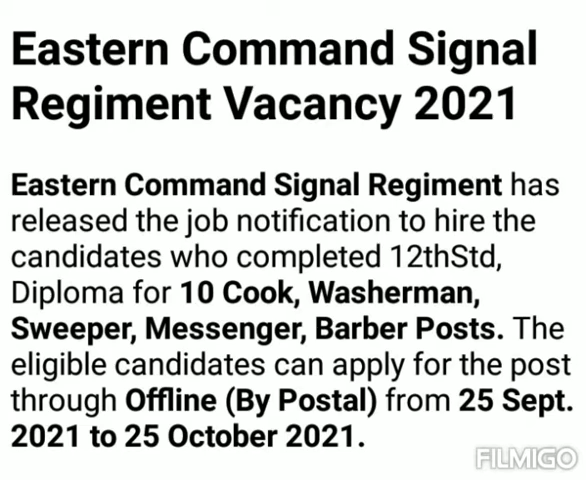 Eastern Command Signal
Regiment Vacancy 2021
Eastern Command Signal Regiment has
released the job notification to hire the
candidates who completed 12thStd,
Diploma for 10 Cook, Washerman,
Sweeper, Messenger, Barber Posts. The
eligible candidates can apply for the post
through Offline (By Postal) from 25 Sept.
2021 to 25 October 2021.
FILMIGO